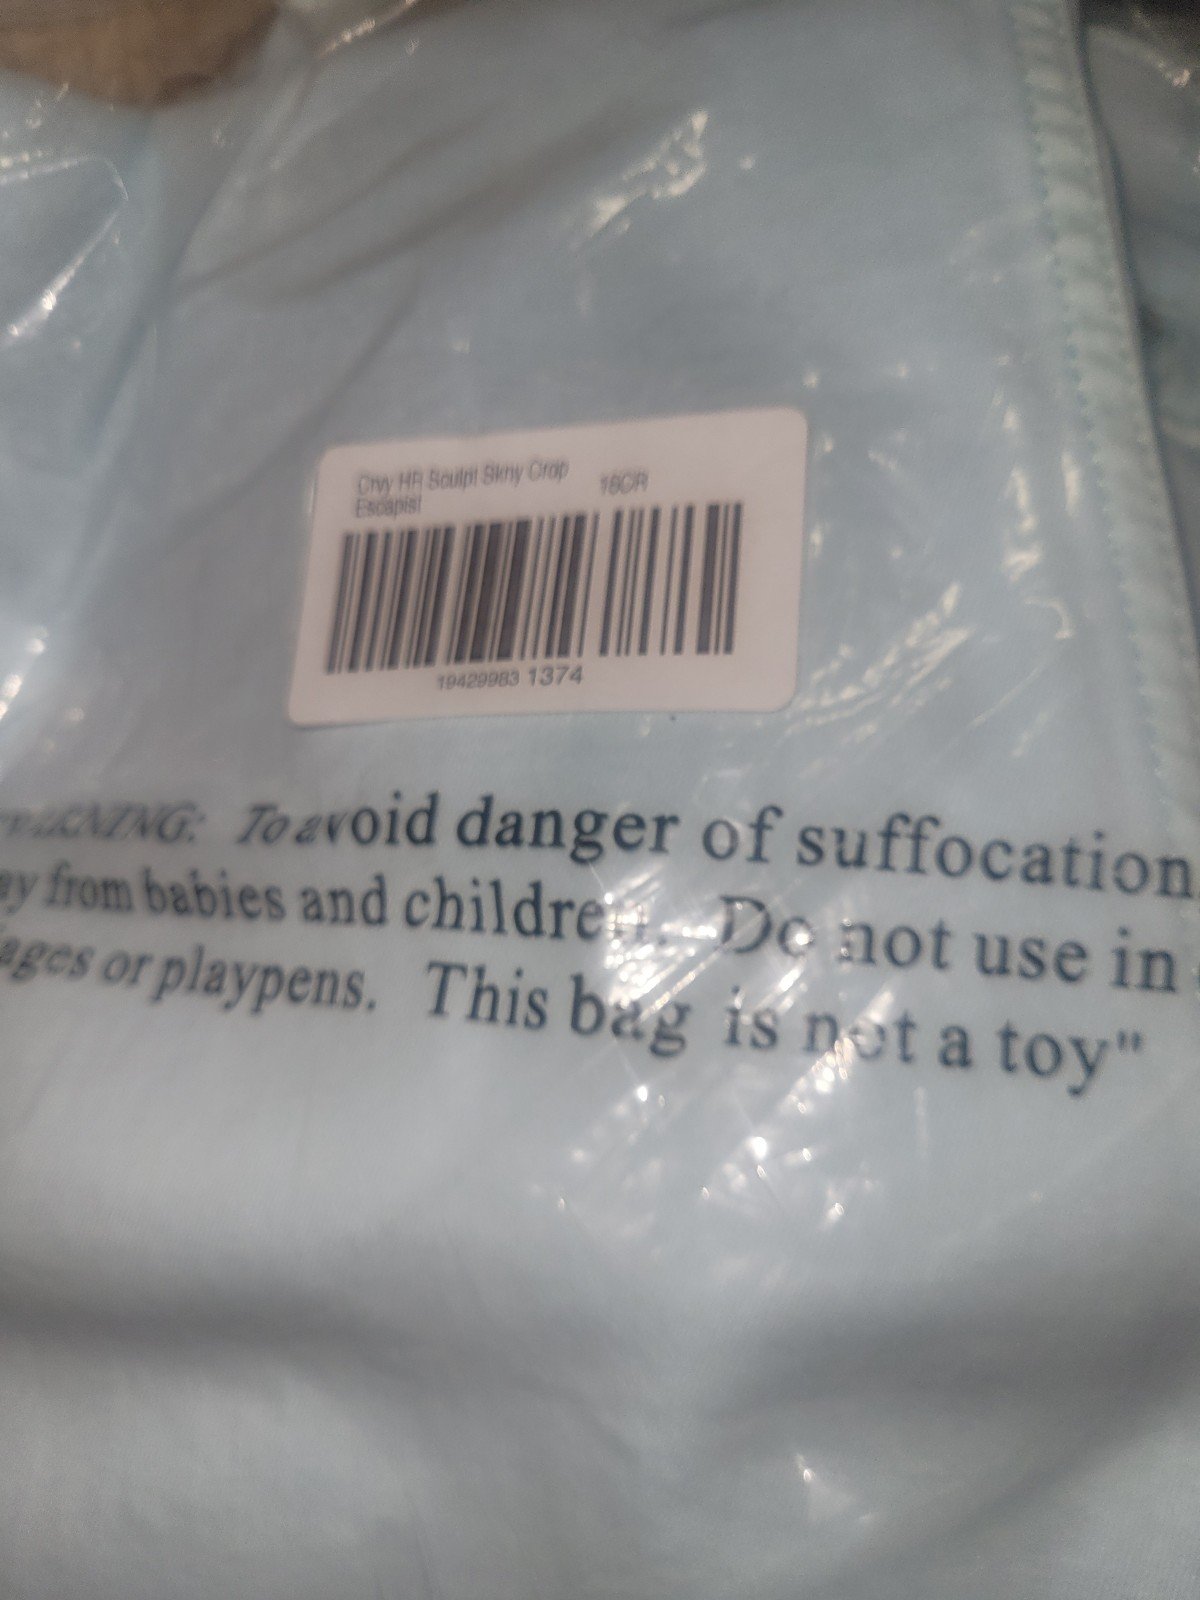 Crvy HR Sculpt Skny Crop 18CR
Escapist
19429983 1374
WARNING: To avoid danger of suffocation
from babies and children. Do not use in
or playpens. This bag is not a toy"